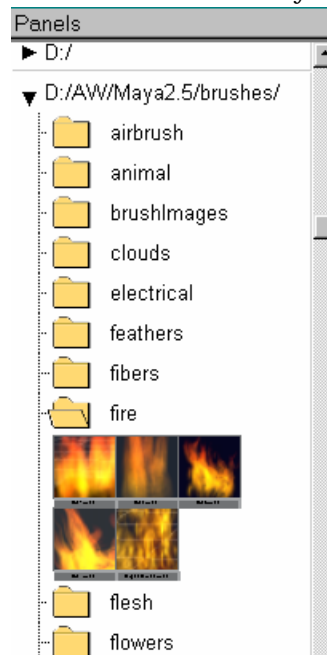 Panels
D:/
D:/AW/Maya2.5/brushes/
airbrush
animal
brushImages
clouds
electrical
feathers
fibers
fire
flesh
flowers